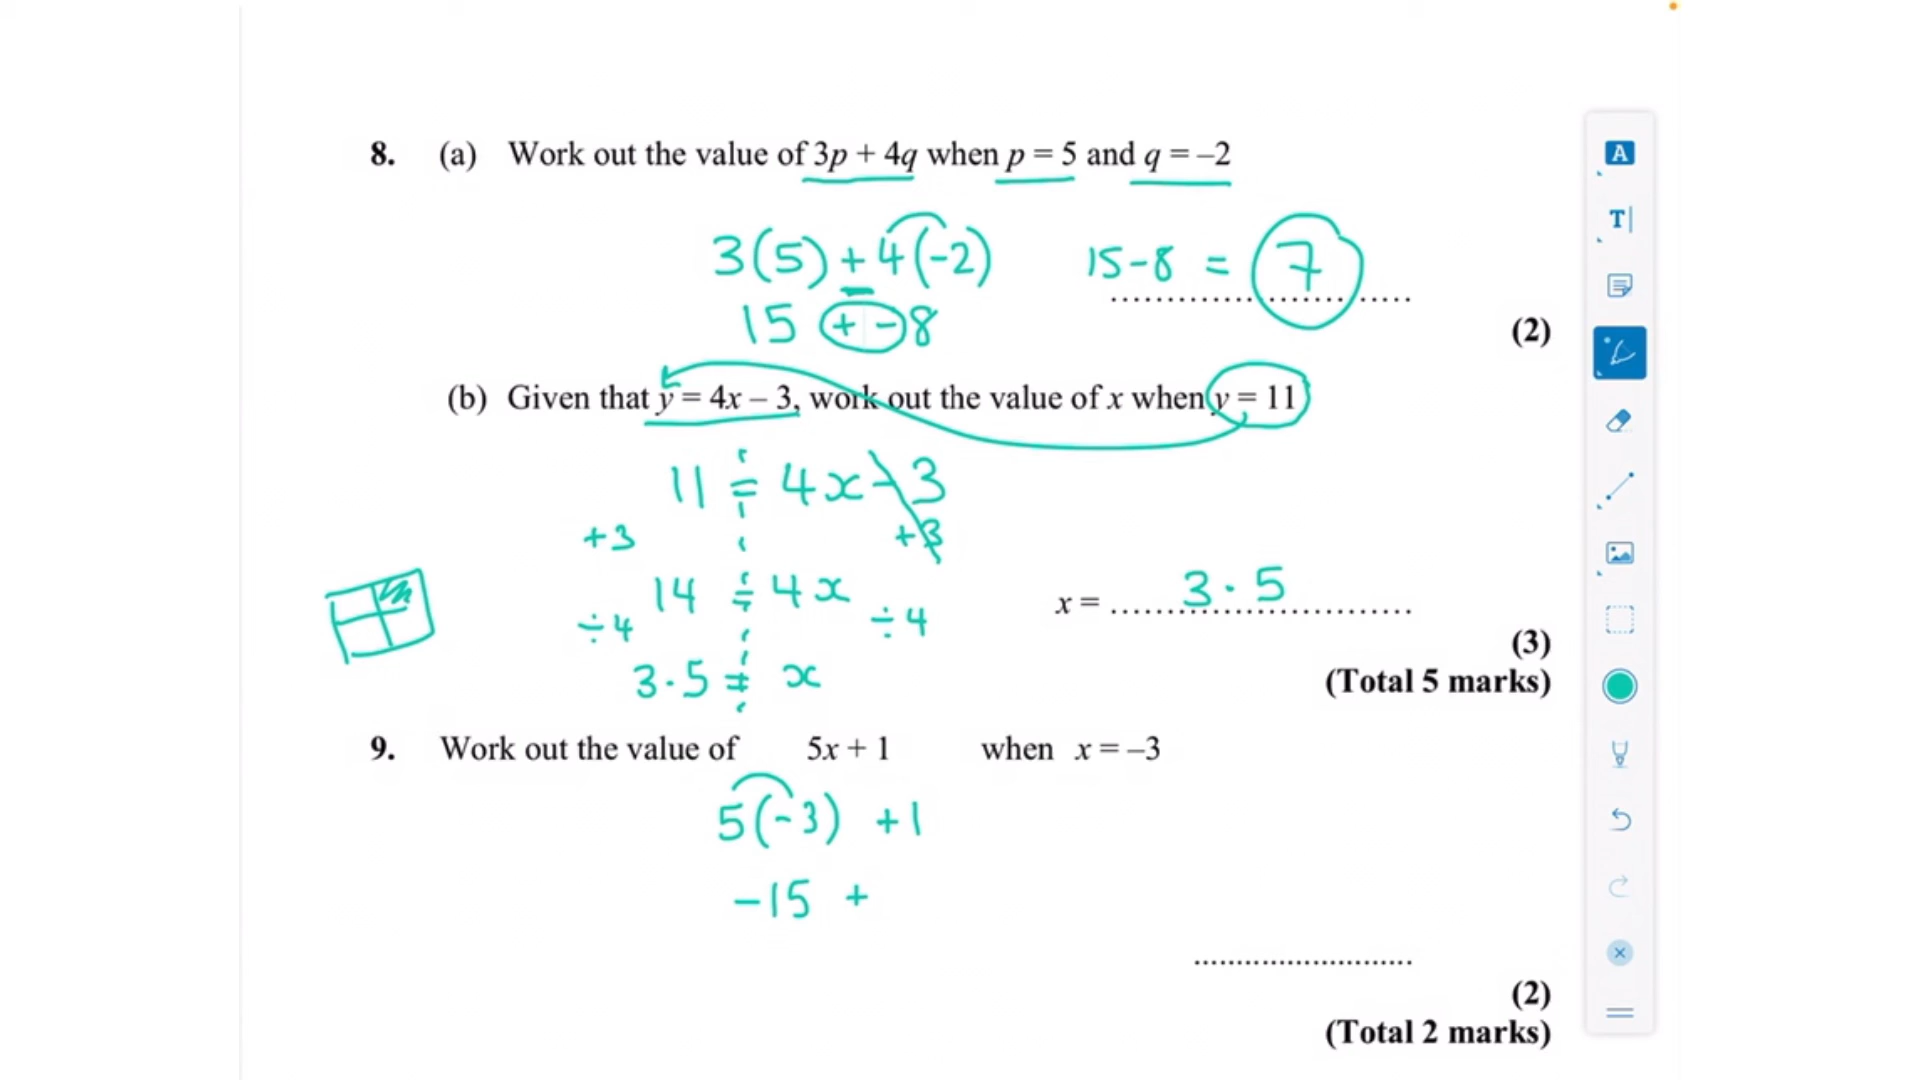 8. (a) Work out the value of 3p + 4q when p = 5 and q = –2
3(5) + 4(-2) 15-8 = 7
15 + -8
(2)
(b) Given that y = 4x – 3, work out the value of x when y = 11
11 = 4x - 3
+3 +3
14 = 4x
÷4 ÷4
x = 3.5
3.5 = x
(3)
(Total 5 marks)
9. Work out the value of 5x + 1 when x = –3
5(-3) +1
-15 +
(2)
(Total 2 marks)
A
T